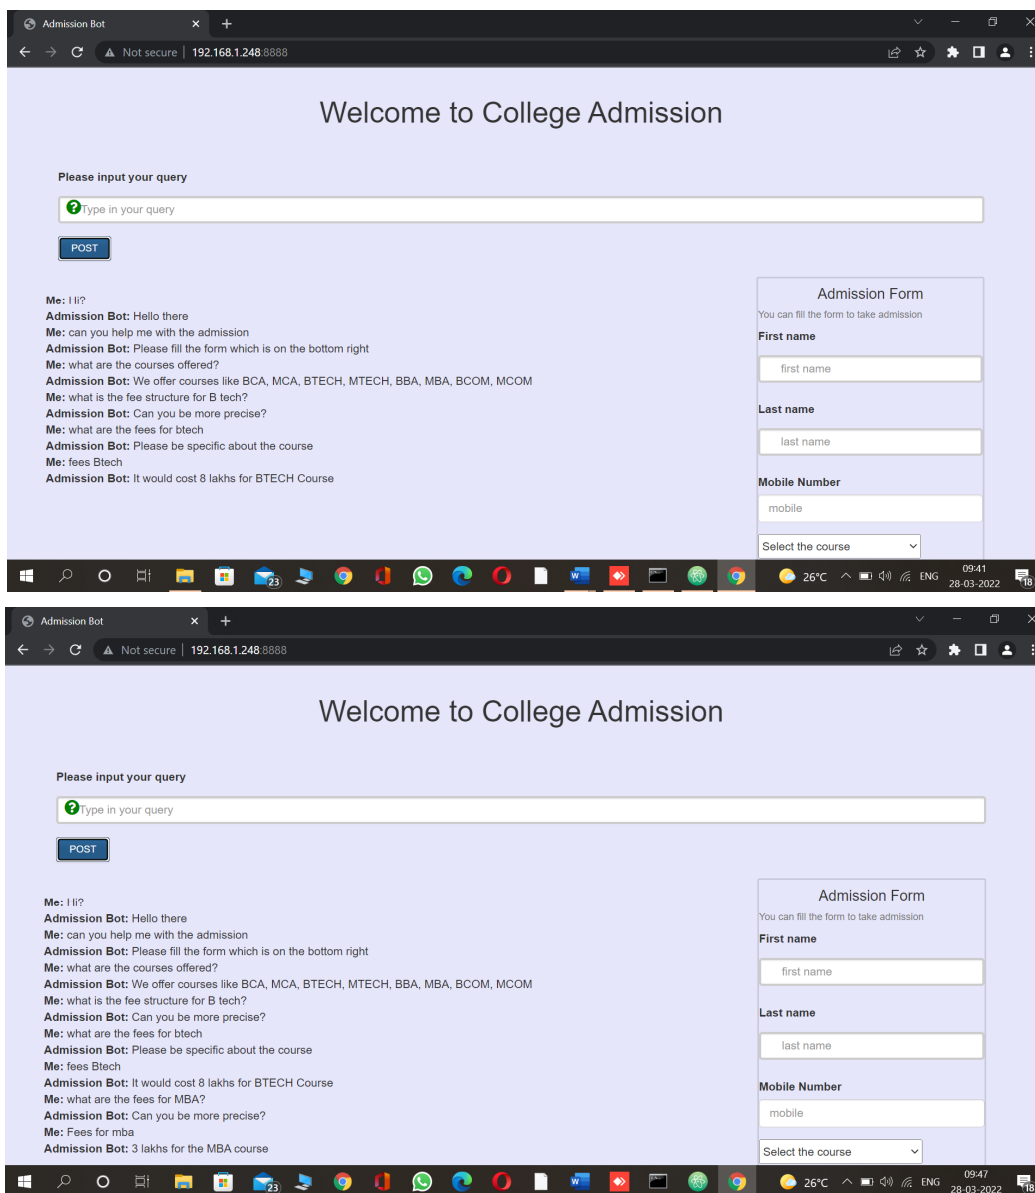 Admission Bot
Not secure | 192.168.1.248:8888
Welcome to College Admission
Please input your query
Type in your query
POST
Me: Hi?
Admission Bot: Hello there
Me: can you help me with the admission
Admission Bot: Please fill the form which is on the bottom right
Me: what are the courses offered?
Admission Bot: We offer courses like BCA, MCA, BTECH, MTECH, BBA, MBA, BCOM, MCOM
Me: what is the fee structure for B tech?
Admission Bot: Can you be more precise?
Me: what are the fees for btech
Admission Bot: Please be specific about the course
Me: fees Btech
Admission Bot: It would cost 8 lakhs for BTECH Course
Admission Form
You can fill the form to take admission
First name
first name
Last name
last name
Mobile Number
mobile
Select the course
23
26°C ENG
09:41
28-03-2022
18
Admission Bot
Not secure | 192.168.1.248:8888
Welcome to College Admission
Please input your query
Type in your query
POST
Me: Hi?
Admission Bot: Hello there
Me: can you help me with the admission
Admission Bot: Please fill the form which is on the bottom right
Me: what are the courses offered?
Admission Bot: We offer courses like BCA, MCA, BTECH, MTECH, BBA, MBA, BCOM, MCOM
Me: what is the fee structure for B tech?
Admission Bot: Can you be more precise?
Me: what are the fees for btech
Admission Bot: Please be specific about the course
Me: fees Btech
Admission Bot: It would cost 8 lakhs for BTECH Course
Me: what are the fees for MBA?
Admission Bot: Can you be more precise?
Me: Fees for mba
Admission Bot: 3 lakhs for the MBA course
Admission Form
You can fill the form to take admission
First name
first name
Last name
last name
Mobile Number
mobile
Select the course
23
26°C ENG
09:47
28-03-2022
18